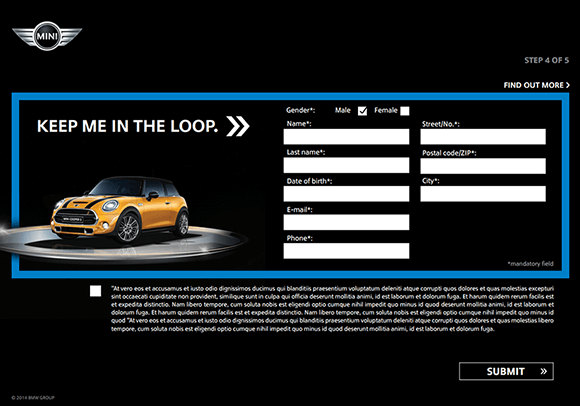 MINI
STEP 4 OF 5
FIND OUT MORE >
KEEP ME IN THE LOOP.
Gender*: Male Female
Name*:
Last name*:
Date of birth*:
E-mail*:
Phone*:
Street/No.*:
Postal code/ZIP*:
City*:
*mandatory field
"At vero eos et accusamus et iusto odio dignissimos ducimus qui blanditiis praesentium voluptatum deleniti atque corrupti quos dolores et quas molestias excepturi
sint occaecati cupiditate non provident, similique sunt in culpa qui officia deserunt mollitia animi, id est laborum et dolorum fuga. Et harum quidem rerum facilis est
et expedita distinctio. Nam libero tempore, cum soluta nobis est eligendi optio cumque nihil impedit quo minus id quod deserunt mollitia animi, id est laborum et
dolorum fuga. Et harum quidem rerum facilis est et expedita distinctio. Nam libero tempore, cum soluta nobis est eligendi optio cumque nihil impedit quo minus id
quod "At vero eos et accusamus et iusto odio dignissimos ducimus qui blanditiis praesentium voluptatum deleniti atque corrupti quos dolores et quas molestias libero
tempore, cum soluta nobis est eligendi optio cumque nihil impedit quo minus id quod deserunt mollitia animi, id est laborum et dolorum fuga.
SUBMIT »
© 2014 BMW GROUP